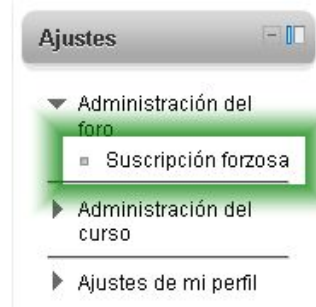 Ajustes
Administración del
foro
Suscripción forzosa
Administración del
curso
Ajustes de mi perfil